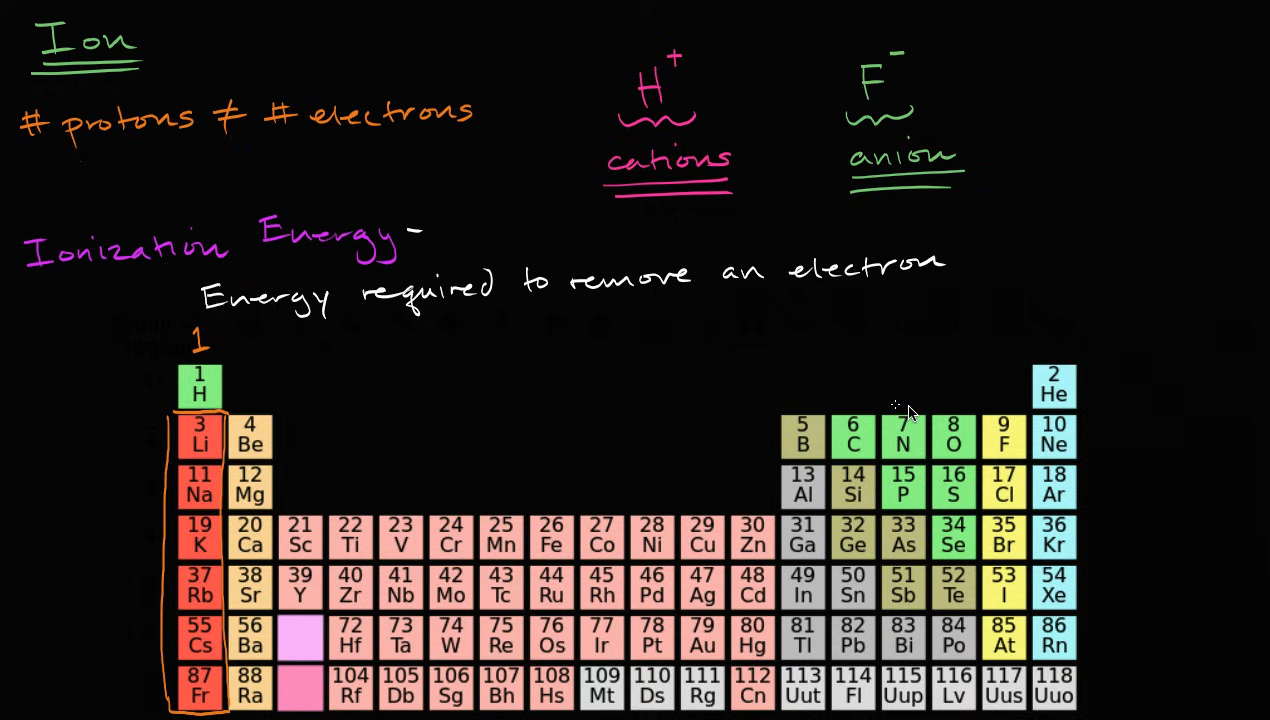 Ion
H+ F-
# protons ≠ # electrons
cations anion
Ionization Energy-
Energy required to remove an electron
1
1 2
H He
3 4 5 6 7 8 9 10
Li Be B C N O F Ne
11 12 13 14 15 16 17 18
Na Mg Al Si P S Cl Ar
19 20 21 22 23 24 25 26 27 28 29 30 31 32 33 34 35 36
K Ca Sc Ti V Cr Mn Fe Co Ni Cu Zn Ga Ge As Se Br Kr
37 38 39 40 41 42 43 44 45 46 47 48 49 50 51 52 53 54
Rb Sr Y Zr Nb Mo Tc Ru Rh Pd Ag Cd In Sn Sb Te I Xe
55 56 72 73 74 75 76 77 78 79 80 81 82 83 84 85 86
Cs Ba Hf Ta W Re Os Ir Pt Au Hg Tl Pb Bi Po At Rn
87 88 104 105 106 107 108 109 110 111 112 113 114 115 116 117 118
Fr Ra Rf Db Sg Bh Hs Mt Ds Rg Cn Uut Fl Uup Lv Uus Uuo